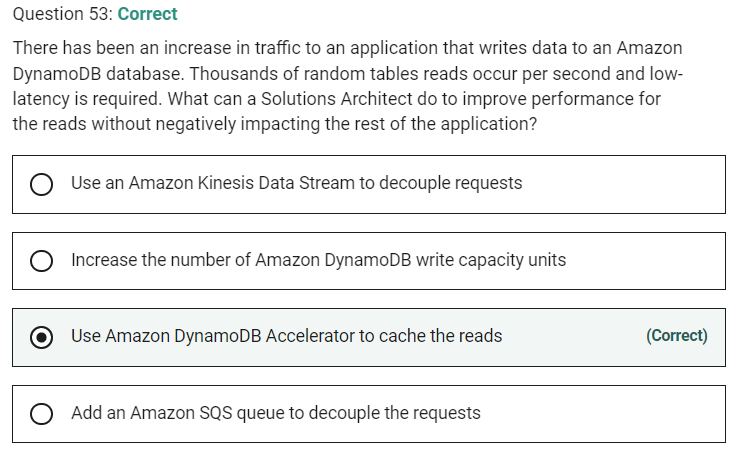 Question 53: Correct
There has been an increase in traffic to an application that writes data to an Amazon
DynamoDB database. Thousands of random tables reads occur per second and low-
latency is required. What can a Solutions Architect do to improve performance for
the reads without negatively impacting the rest of the application?
Use an Amazon Kinesis Data Stream to decouple requests
Increase the number of Amazon DynamoDB write capacity units
Use Amazon DynamoDB Accelerator to cache the reads (Correct)
Add an Amazon SQS queue to decouple the requests